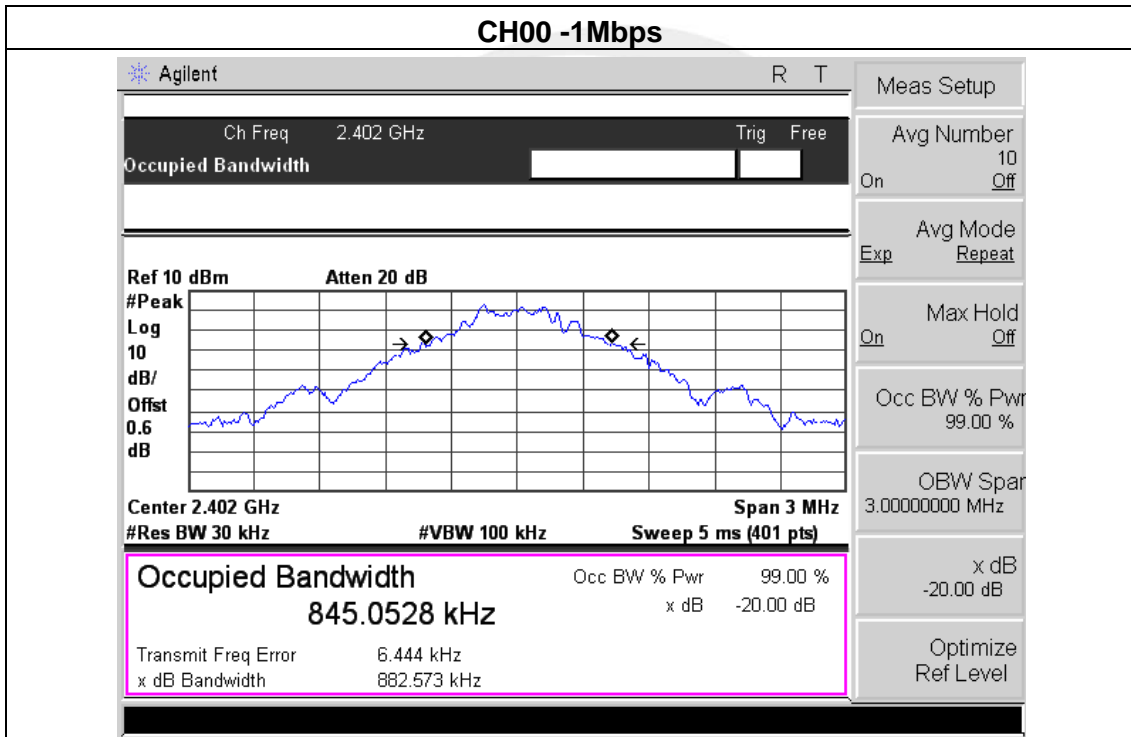 CH00 -1Mbps
Agilent R T
Ch Freq 2.402 GHz Trig Free
Occupied Bandwidth
Ref 10 dBm Atten 20 dB
#Peak
Log
10
dB/
Offst
0.6
dB
Center 2.402 GHz Span 3 MHz
#Res BW 30 kHz #VBW 100 kHz Sweep 5 ms (401 pts)
Occupied Bandwidth Occ BW % Pwr 99.00 %
845.0528 kHz x dB -20.00 dB
Transmit Freq Error 6.444 kHz
x dB Bandwidth 882.573 kHz
Meas Setup
Avg Number
10
On Off
Avg Mode
Exp Repeat
Max Hold
On Off
Occ BW % Pwr
99.00 %
OBW Span
3.00000000 MHz
x dB
-20.00 dB
Optimize
Ref Level